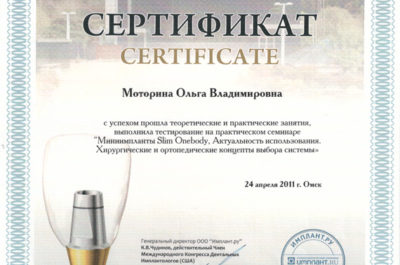 СЕРТИФИКАТ
CERTIFICATE
Моторина Ольга Владимировна
с успехом прошла теоретические и практические занятия,
выполнила тестирование на практическом семинаре
"Миниимпланты Slim Onebody, Актуальность использования.
Хирургические и ортопедические концепты выбора системы»
24 апреля 2011 г. Омск
Генеральный директор ООО "Имплант.ру"
К.В.Чудинов, действительный Член
Международного Конгресса Дентальных
Имплантологов (США)
ИМПЛАНТ.РУ